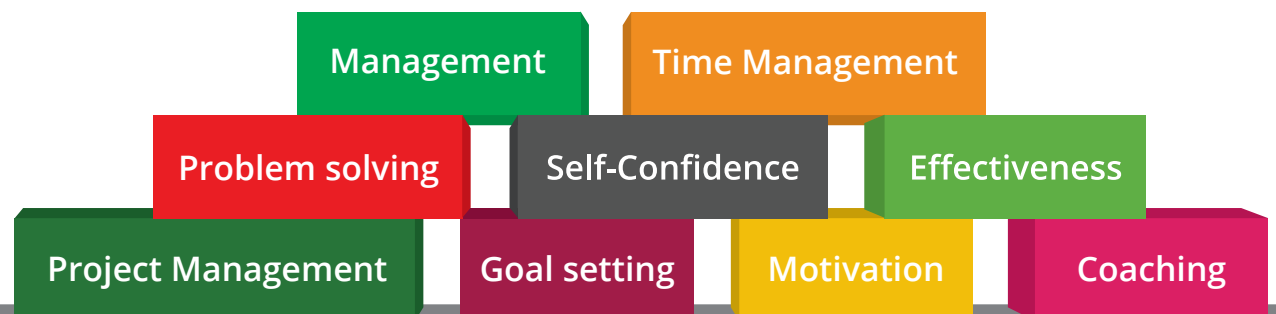 Management
Time Management
Problem solving
Self-Confidence
Effectiveness
Project Management
Goal setting
Motivation
Coaching